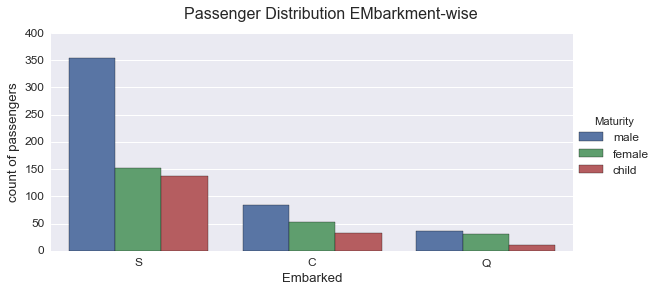 Passenger Distribution EMbarkment-wise
400
350
300
250
200
150
100
50
0
count of passengers
S
C
Q
Embarked
Maturity
male
female
child